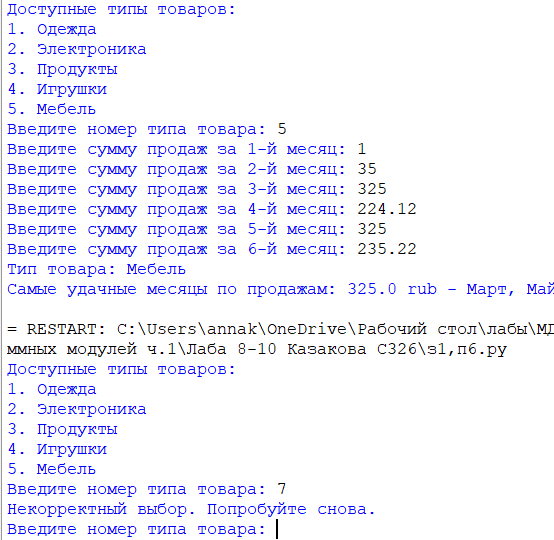 Доступные типы товаров:
1. Одежда
2. Электроника
3. Продукты
4. Игрушки
5. Мебель
Введите номер типа товара: 5
Введите сумму продаж за 1-й месяц: 1
Введите сумму продаж за 2-й месяц: 35
Введите сумму продаж за 3-й месяц: 325
Введите сумму продаж за 4-й месяц: 224.12
Введите сумму продаж за 5-й месяц: 325
Введите сумму продаж за 6-й месяц: 235.22
Тип товара: Мебель
Самые удачные месяцы по продажам: 325.0 rub - Март, Май
= RESTART: C:\Users\annak\OneDrive\Рабочий стол\лабы\МД
ммных модулей ч.1\Лаба 8-10 Казакова С326\з1,п6.py
Доступные типы товаров:
1. Одежда
2. Электроника
3. Продукты
4. Игрушки
5. Мебель
Введите номер типа товара: 7
Некорректный выбор. Попробуйте снова.
Введите номер типа товара: